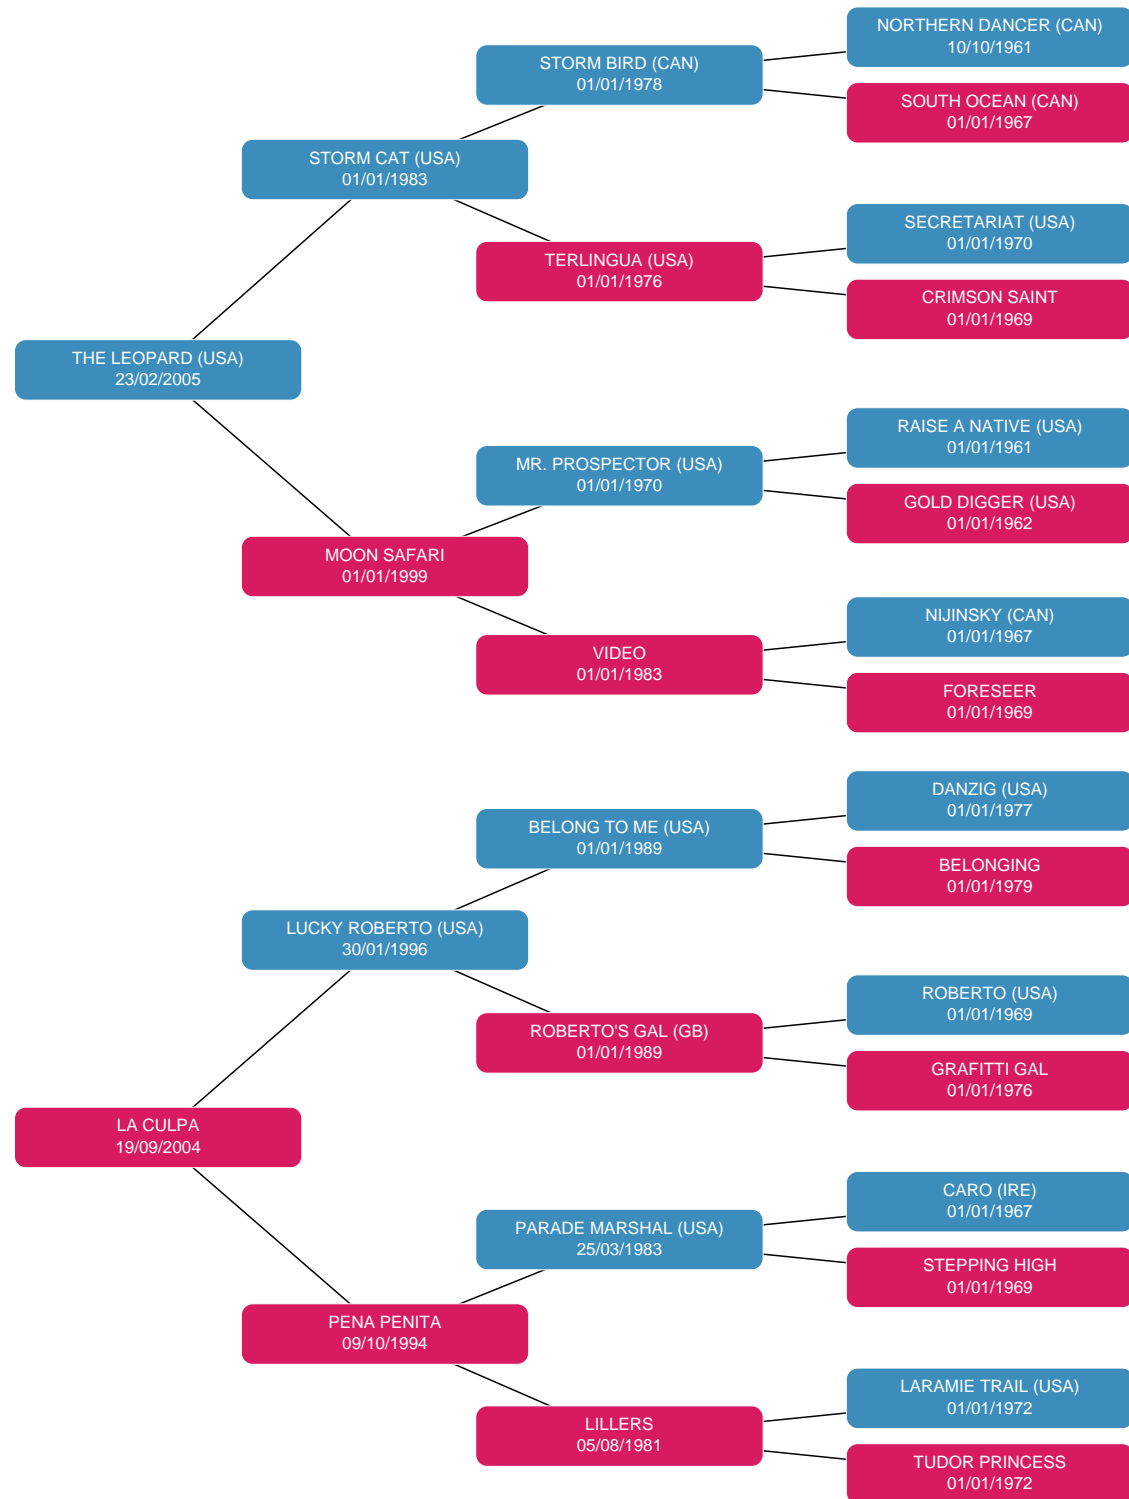 NORTHERN DANCER (CAN)
10/10/1961
STORM BIRD (CAN)
01/01/1978
SOUTH OCEAN (CAN)
01/01/1967
STORM CAT (USA)
01/01/1983
SECRETARIAT (USA)
01/01/1970
TERLINGUA (USA)
01/01/1976
CRIMSON SAINT
01/01/1969
THE LEOPARD (USA)
23/02/2005
RAISE A NATIVE (USA)
01/01/1961
MR. PROSPECTOR (USA)
01/01/1970
GOLD DIGGER (USA)
01/01/1962
MOON SAFARI
01/01/1999
NIJINSKY (CAN)
01/01/1967
VIDEO
01/01/1983
FORESEER
01/01/1969
DANZIG (USA)
01/01/1977
BELONG TO ME (USA)
01/01/1989
BELONGING
01/01/1979
LUCKY ROBERTO (USA)
30/01/1996
ROBERTO (USA)
01/01/1969
ROBERTO'S GAL (GB)
01/01/1989
GRAFITTI GAL
01/01/1976
LA CULPA
19/09/2004
CARO (IRE)
01/01/1967
PARADE MARSHAL (USA)
25/03/1983
STEPPING HIGH
01/01/1969
PENA PENITA
09/10/1994
LARAMIE TRAIL (USA)
01/01/1972
LILLERS
05/08/1981
TUDOR PRINCESS
01/01/1972